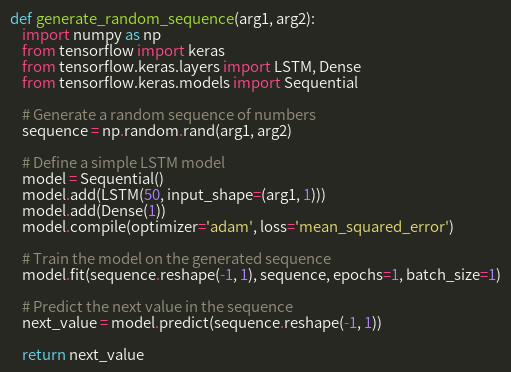 def generate_random_sequence(arg1, arg2):
    import numpy as np
    from tensorflow import keras
    from tensorflow.keras.layers import LSTM, Dense
    from tensorflow.keras.models import Sequential

    # Generate a random sequence of numbers
    sequence = np.random.rand(arg1, arg2)

    # Define a simple LSTM model
    model = Sequential()
    model.add(LSTM(50, input_shape=(arg1, 1)))
    model.add(Dense(1))
    model.compile(optimizer='adam', loss='mean_squared_error')

    # Train the model on the generated sequence
    model.fit(sequence.reshape(-1, 1), sequence, epochs=1, batch_size=1)

    # Predict the next value in the sequence
    next_value = model.predict(sequence.reshape(-1, 1))

    return next_value